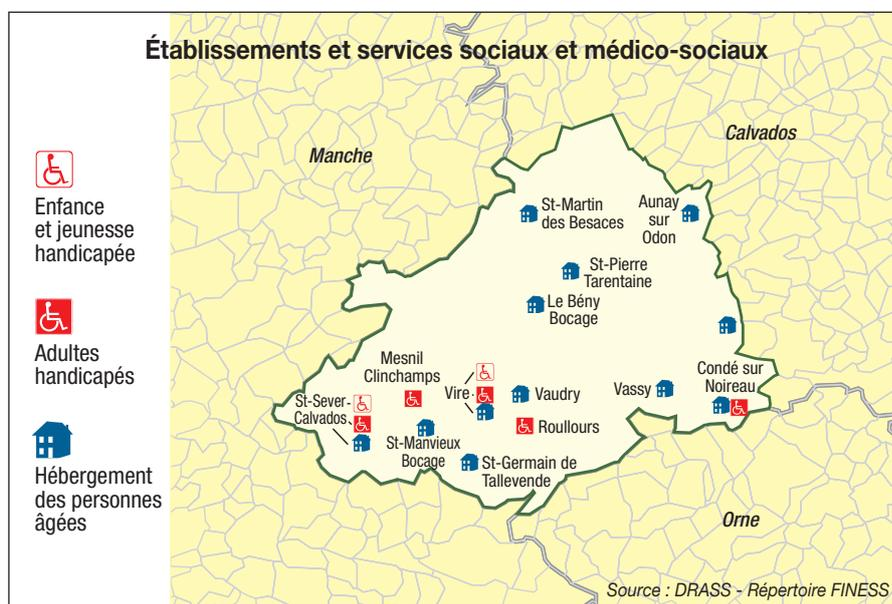 Établissements et services sociaux et médico-sociaux
Enfance
et jeunesse
handicapée
Adultes
handicapés
Hébergement
des personnes
âgées
Manche
Calvados
St-Martin
des Besaces
Aunay
sur
Odon
St-Pierre
Tarentaine
Le Bény
Bocage
Mesnil
Clinchamps
St-Sever-
Calvados
Vire
Vaudry
Vassy
Condé sur
Noireau
Roullours
St-Manvieux
Bocage
St-Germain de
Tallevende
Orne
Source : DRASS - Répertoire FINESS